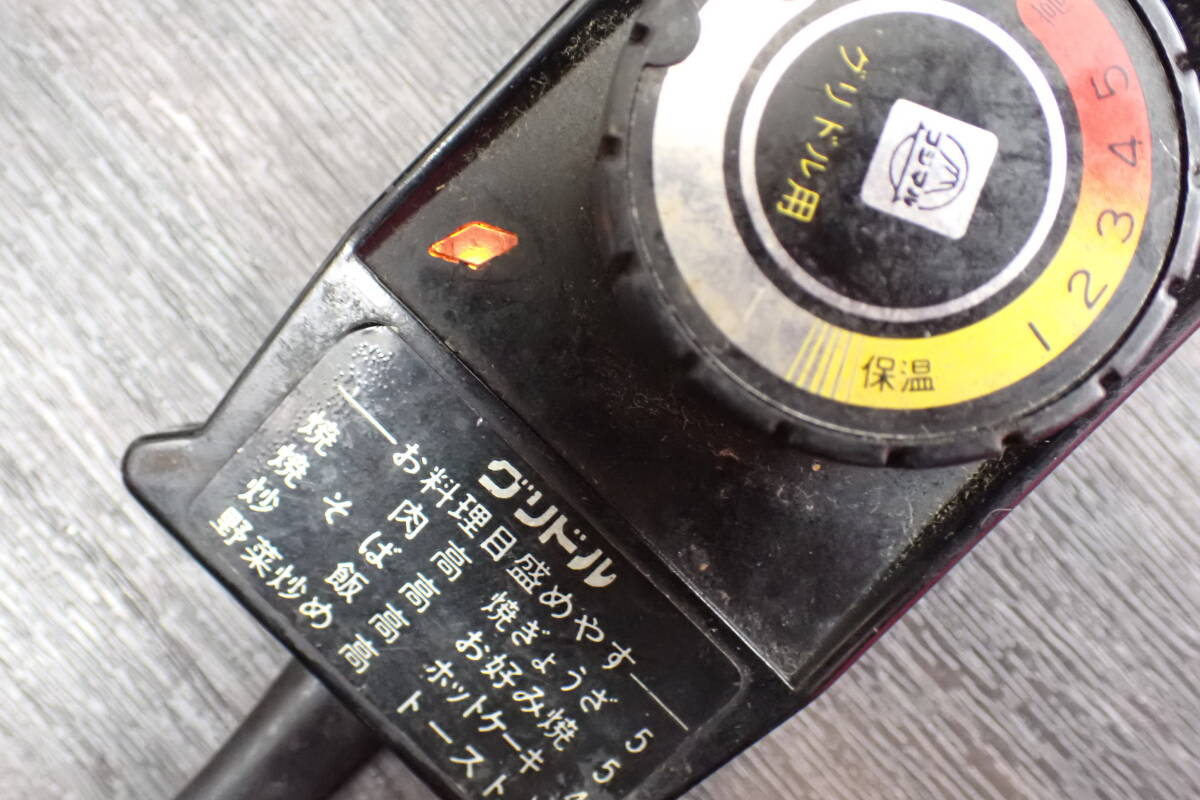 グリドル用
高
5
4
3
2
1
保温
グリドル
お料理目盛めやす
焼肉 高 焼ぎょうざ 5
焼そば 高 お好み焼 5
炒飯 高 ホットケーキ 4
野菜炒め 高 トースト